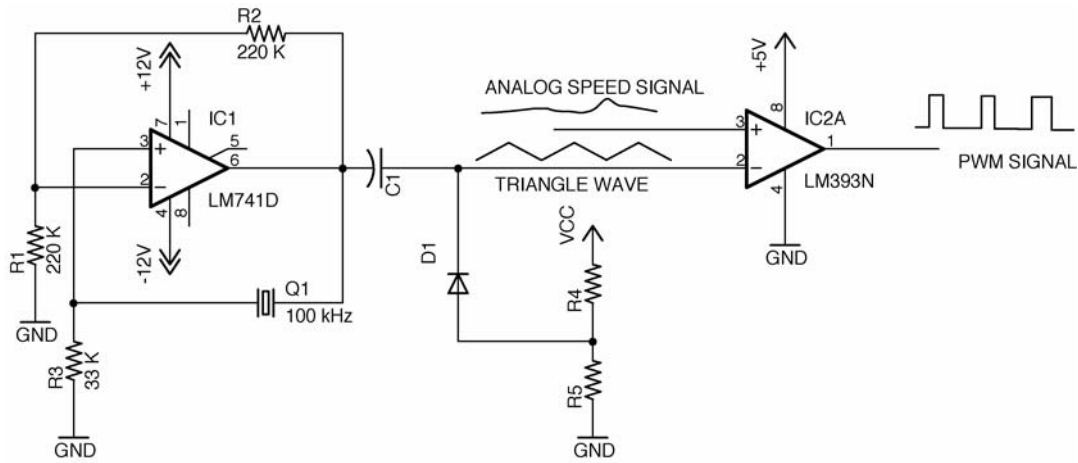 R2
220 K
+12V
+5V
ANALOG SPEED SIGNAL
7
1
IC1
5
3
+
6
2
−
LM741D
4
8
-12V
C1
TRIANGLE WAVE
8
3
+
IC2A
1
2
−
LM393N
4
GND
PWM SIGNAL
R1
220 K
GND
Q1
100 kHz
D1
VCC
R4
R3
33 K
GND
R5
GND